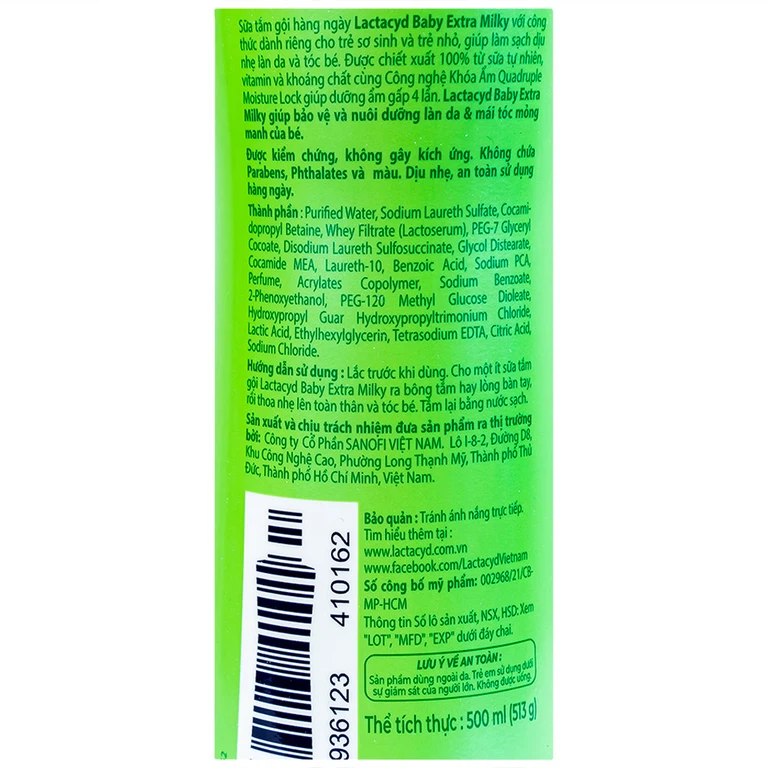 Sữa tắm gội hàng ngày Lactacyd Baby Extra Milky với công
thức dành riêng cho trẻ sơ sinh và trẻ nhỏ, giúp làm sạch dịu
nhẹ làn da và tóc bé. Được chiết xuất 100% từ sữa tự nhiên,
vitamin và khoáng chất cùng Công nghệ Khóa Ẩm Quadruple
Moisture Lock giúp dưỡng ẩm gấp 4 lần. Lactacyd Baby Extra
Milky giúp bảo vệ và nuôi dưỡng làn da & mái tóc mỏng
manh của bé.
Được kiểm chứng, không gây kích ứng. Không chứa
Parabens, Phthalates và màu. Dịu nhẹ, an toàn sử dụng
hàng ngày.
Thành phần : Purified Water, Sodium Laureth Sulfate, Cocami-
dopropyl Betaine, Whey Filtrate (Lactoserum), PEG-7 Glyceryl
Cocoate, Disodium Laureth Sulfosuccinate, Glycol Distearate,
Cocamide MEA, Laureth-10, Benzoic Acid, Sodium PCA,
Perfume, Acrylates Copolymer, Sodium Benzoate,
2-Phenoxyethanol, PEG-120 Methyl Glucose Dioleate,
Hydroxypropyl Guar Hydroxypropyltrimonium Chloride,
Lactic Acid, Ethylhexylglycerin, Tetrasodium EDTA, Citric Acid,
Sodium Chloride.
Hướng dẫn sử dụng : Lắc trước khi dùng. Cho một ít sữa tắm
gội Lactacyd Baby Extra Milky ra bông tắm hay lòng bàn tay,
rồi thoa nhẹ lên toàn thân và tóc bé. Tắm lại bằng nước sạch.
Sản xuất và chịu trách nhiệm đưa sản phẩm ra thị trường
bởi: Công ty Cổ Phần SANOFI VIỆT NAM. Lô I-8-2, Đường D8,
Khu Công Nghệ Cao, Phường Long Thạnh Mỹ, Thành phố Thủ
Đức, Thành phố Hồ Chí Minh, Việt Nam.
Bảo quản : Tránh ánh nắng trực tiếp.
Tìm hiểu thêm tại :
www.lactacyd.com.vn
www.facebook.com/LactacydVietnam
Số công bố mỹ phẩm: 002968/21/CB-
MP-HCM
Thông tin Số lô sản xuất, NSX, HSD: Xem
"LOT", "MFD", "EXP" dưới đáy chai.
LƯU Ý VỀ AN TOÀN :
Sản phẩm dùng ngoài da. Trẻ em sử dụng dưới
sự giám sát của người lớn. Không được uống.
Thể tích thực : 500 ml (513 g)
936123 410162